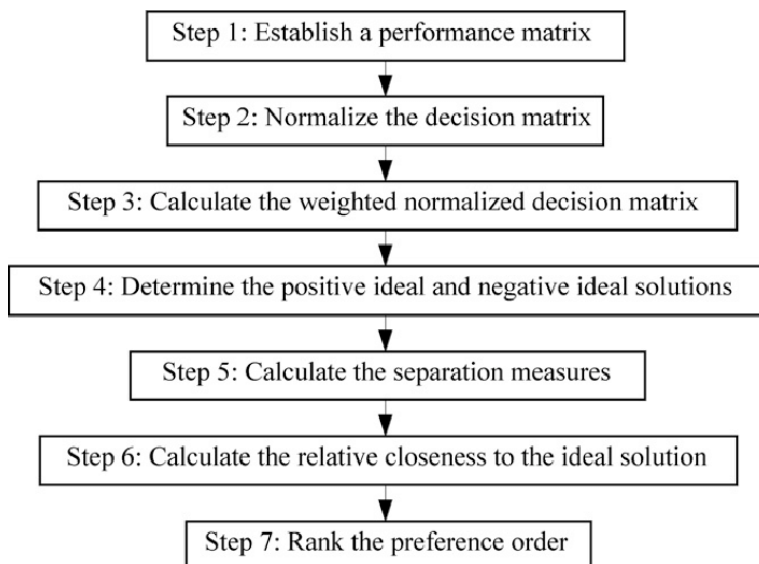 Step 1: Establish a performance matrix
Step 2: Normalize the decision matrix
Step 3: Calculate the weighted normalized decision matrix
Step 4: Determine the positive ideal and negative ideal solutions
Step 5: Calculate the separation measures
Step 6: Calculate the relative closeness to the ideal solution
Step 7: Rank the preference order